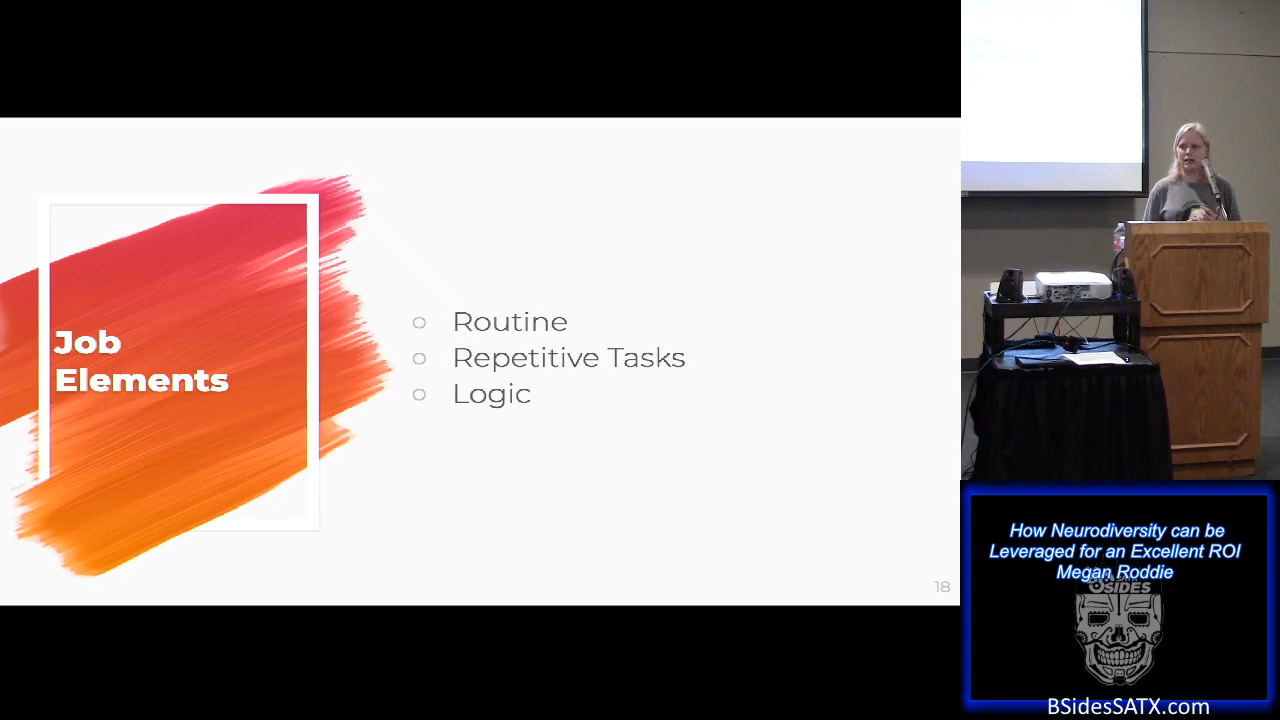 Job
Elements
Routine
Repetitive Tasks
Logic
18
How Neurodiversity can be
Leveraged for an Excellent ROI
Megan Roddie
BSIDES
BSidesSATX.com